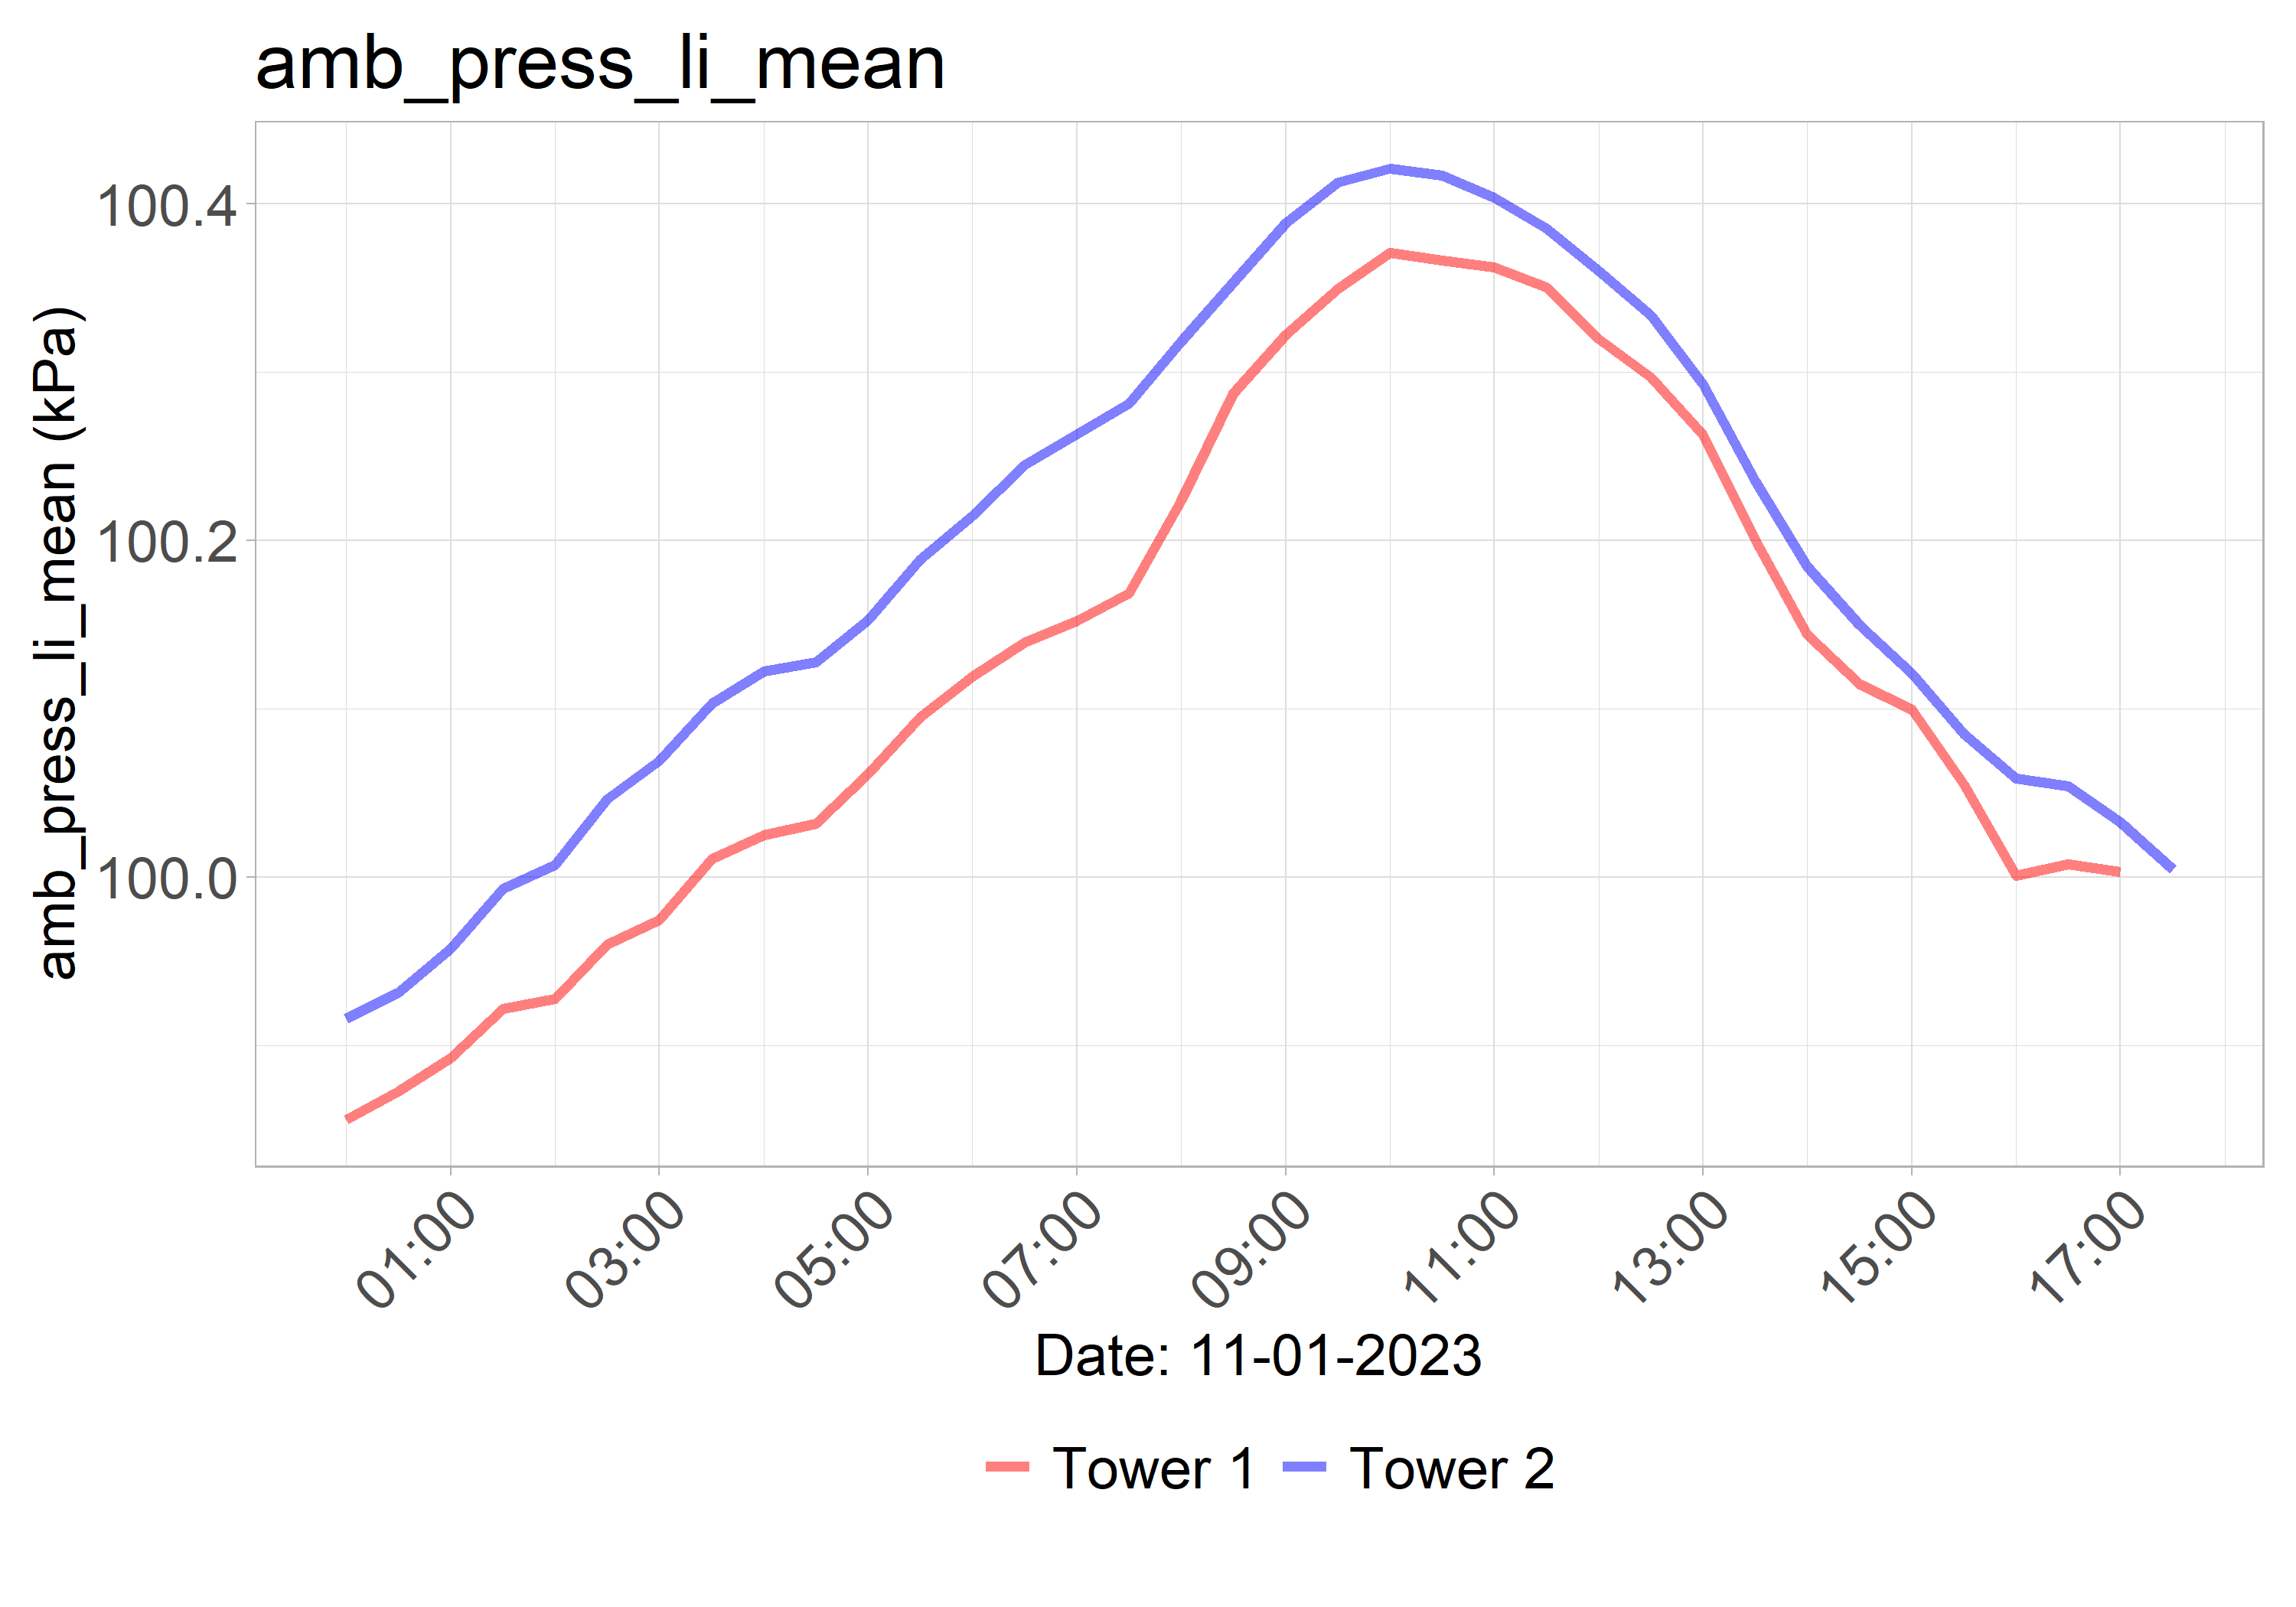 amb_press_li_mean
amb_press_li_mean (kPa)
100.4
100.2
100.0
01:00 03:00 05:00 07:00 09:00 11:00 13:00 15:00 17:00
Date: 11-01-2023
Tower 1 Tower 2